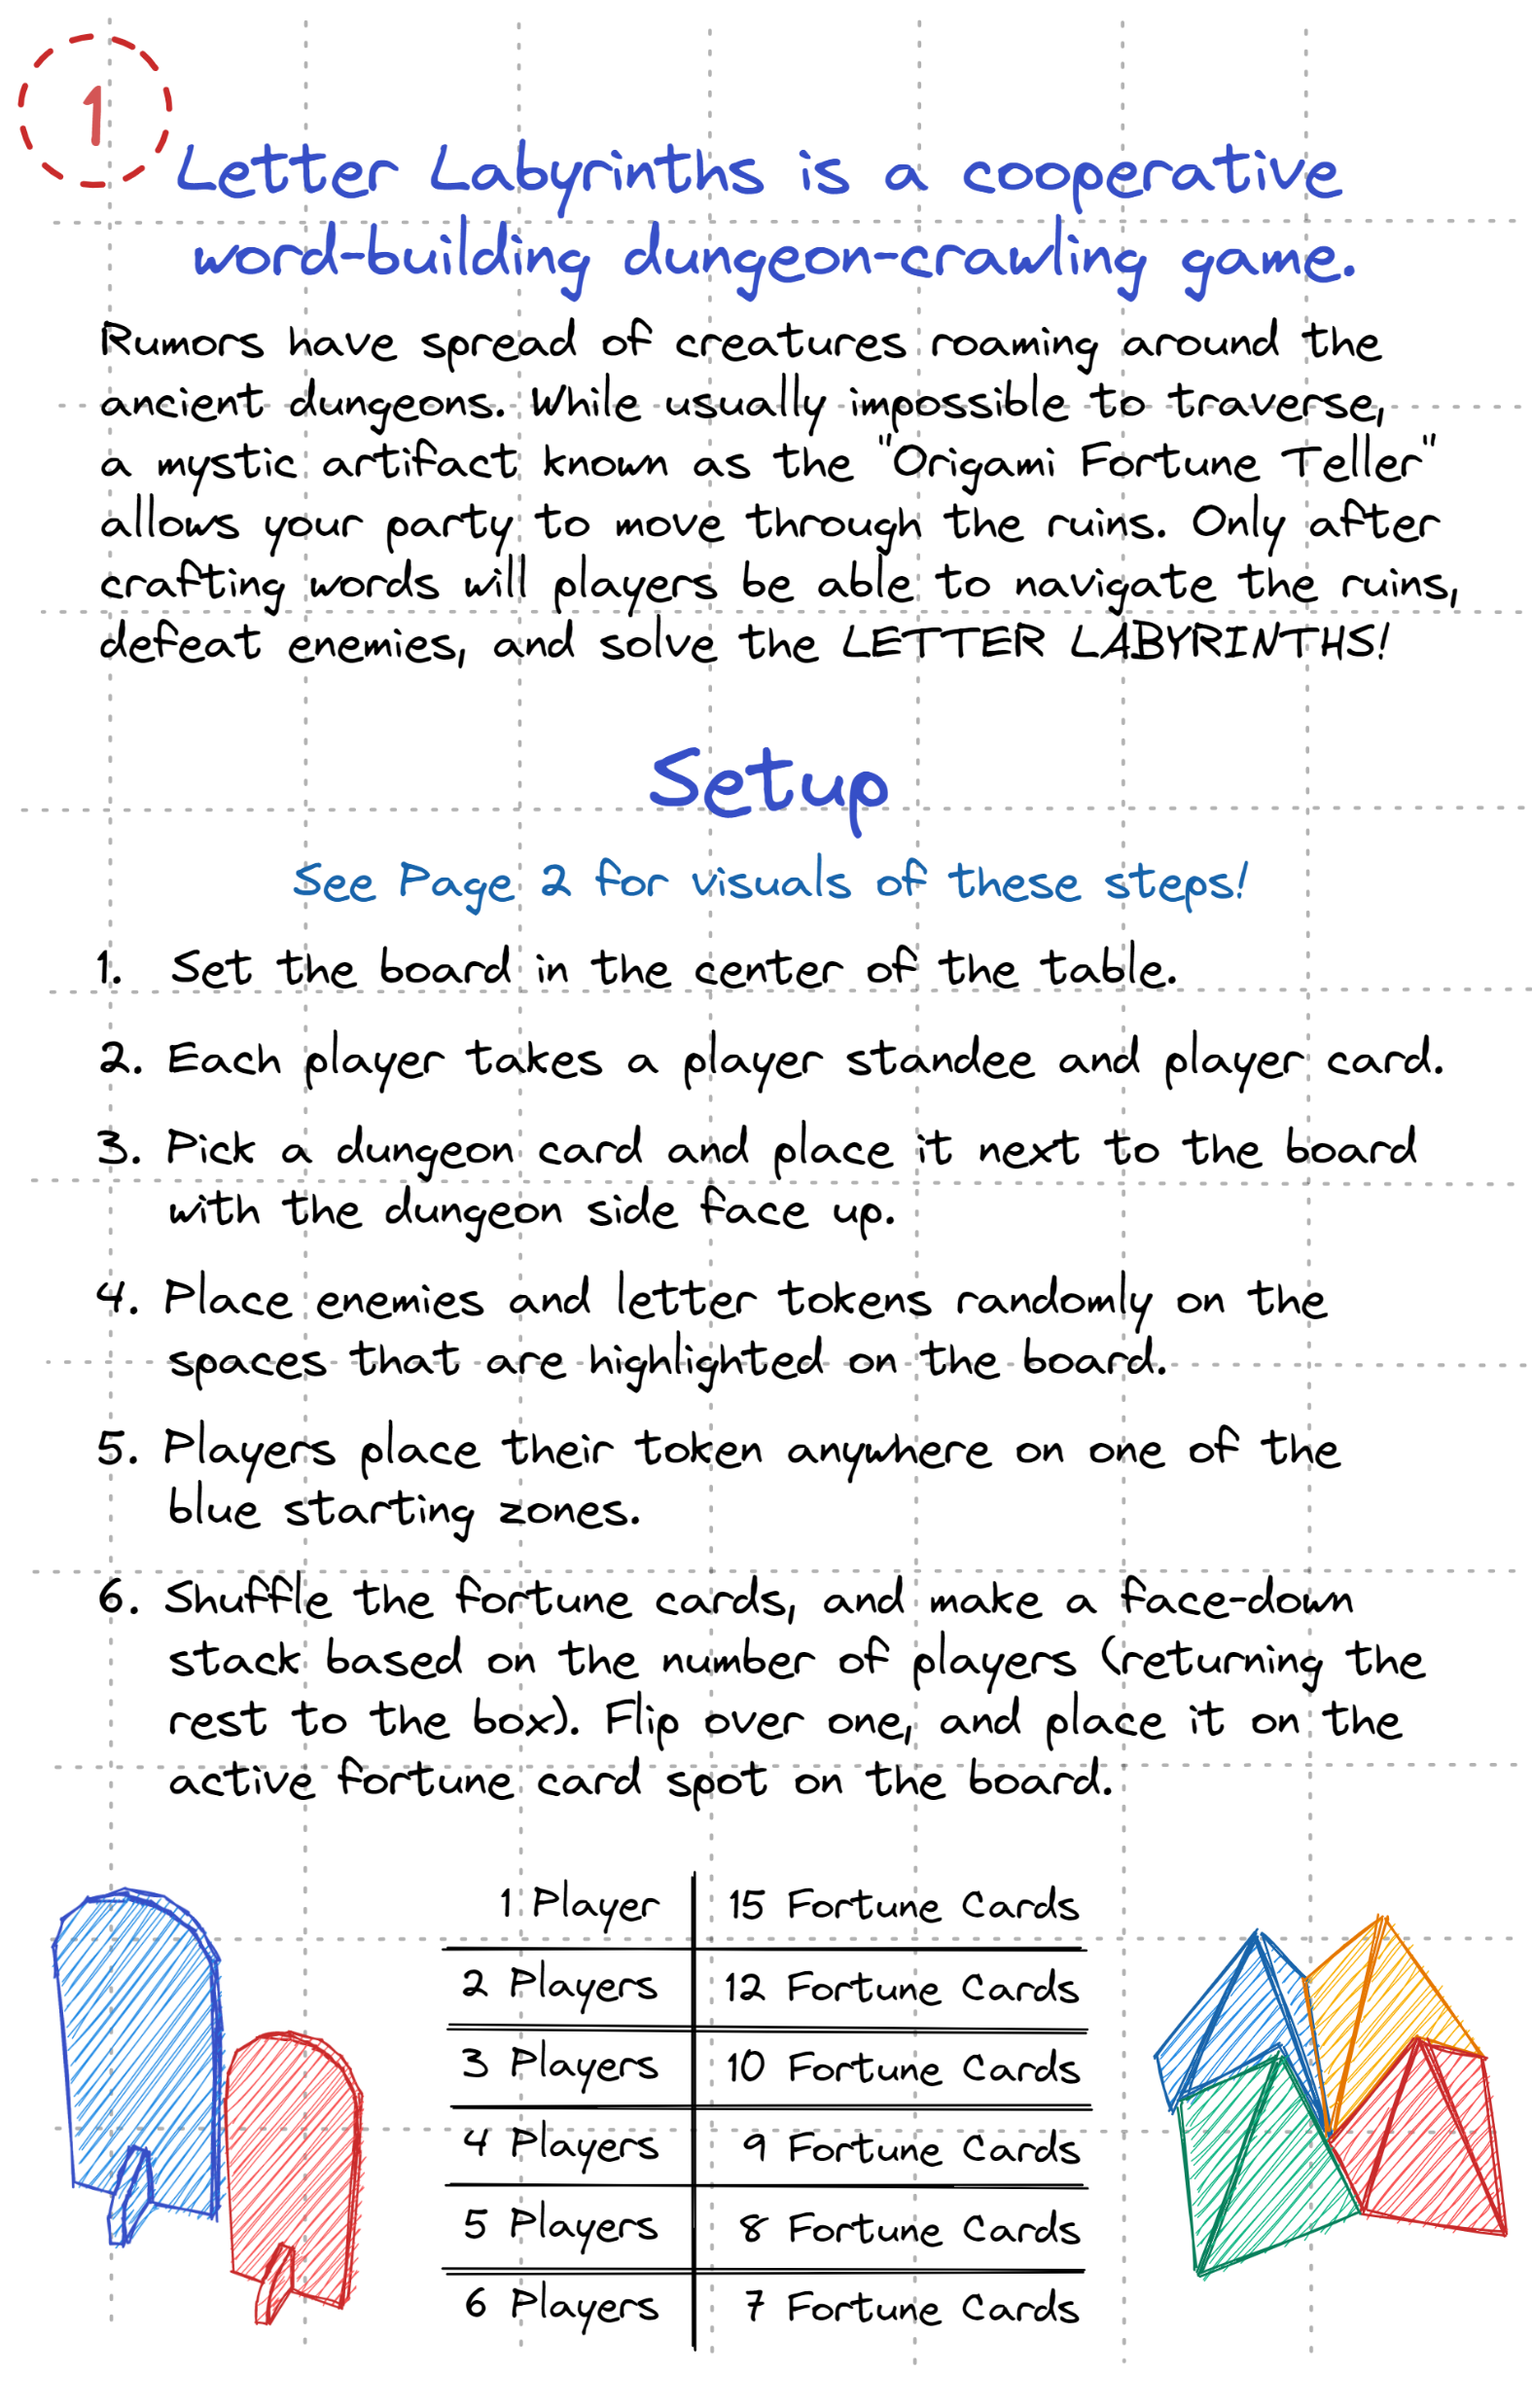 1
Letter Labyrinths is a cooperative
word-building dungeon-crawling game.
Rumors have spread of creatures roaming around the
ancient dungeons. While usually impossible to traverse,
a mystic artifact known as the "Origami Fortune Teller"
allows your party to move through the ruins. Only after
crafting words will players be able to navigate the ruins,
defeat enemies, and solve the LETTER LABYRINTHS!
Setup
See Page 2 for visuals of these steps!
1. Set the board in the center of the table.
2. Each player takes a player standee and player card.
3. Pick a dungeon card and place it next to the board
with the dungeon side face up.
4. Place enemies and letter tokens randomly on the
spaces that are highlighted on the board.
5. Players place their token anywhere on one of the
blue starting zones.
6. Shuffle the fortune cards, and make a face-down
stack based on the number of players (returning the
rest to the box). Flip over one, and place it on the
active fortune card spot on the board.
1 Player 15 Fortune Cards
2 Players 12 Fortune Cards
3 Players 10 Fortune Cards
4 Players 9 Fortune Cards
5 Players 8 Fortune Cards
6 Players 7 Fortune Cards